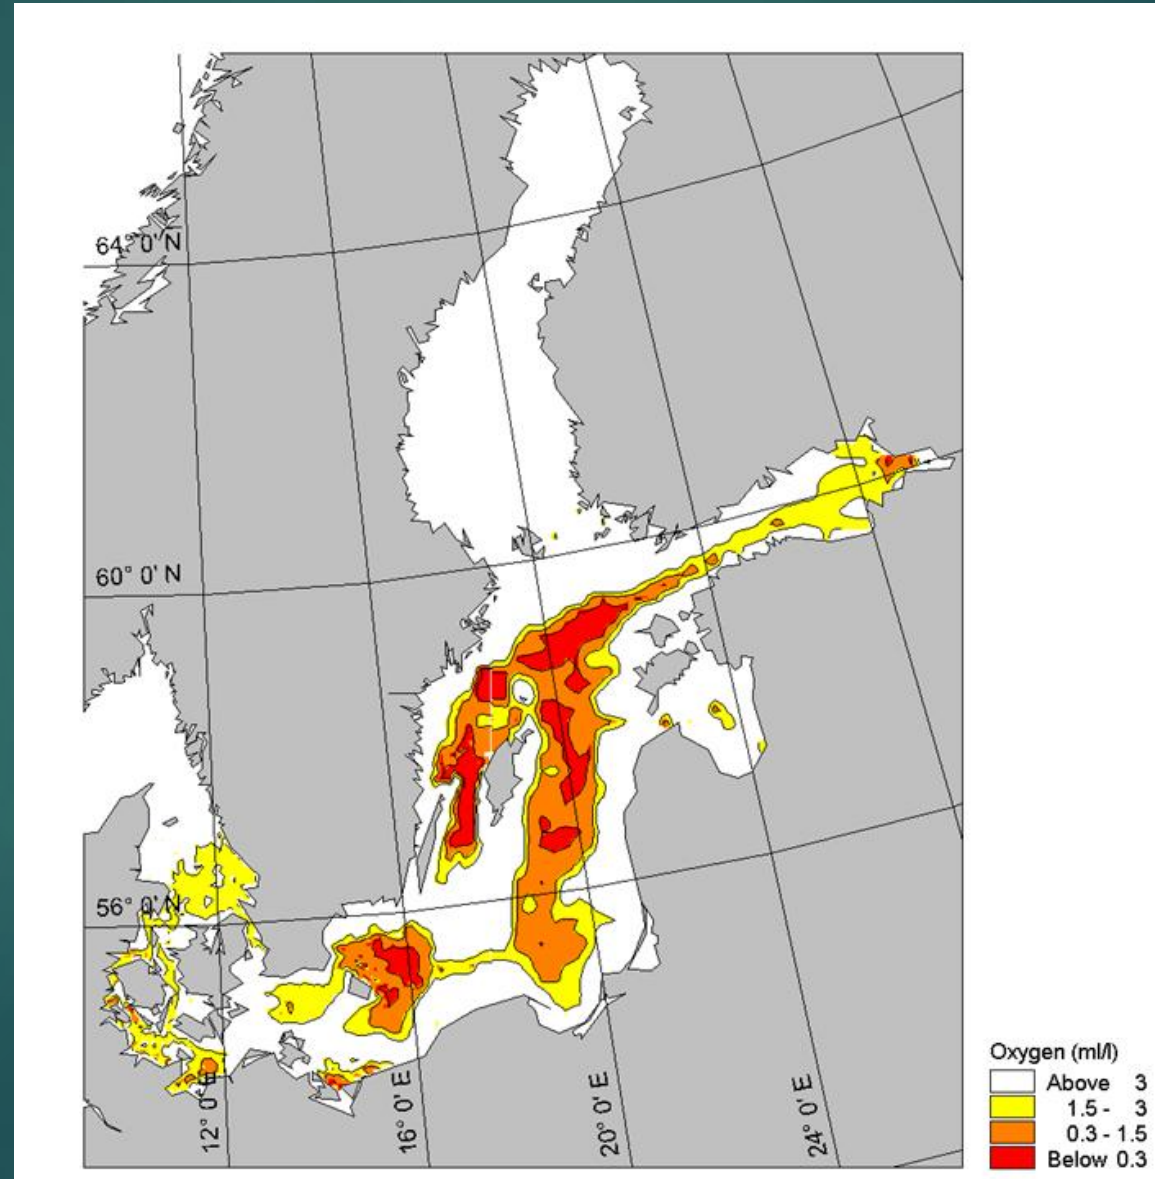 64° 0' N
60° 0' N
56° 0' N
12° 0' E
16° 0' E
20° 0' E
24° 0' E
Oxygen (ml/l)
Above 3
1.5 - 3
0.3 - 1.5
Below 0.3